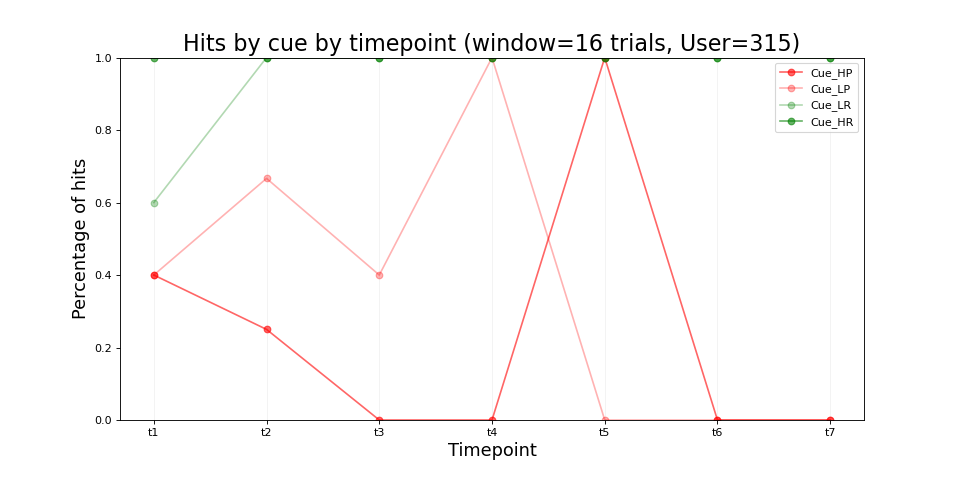 Hits by cue by timepoint (window=16 trials, User=315)
Percentage of hits
1.0
0.8
0.6
0.4
0.2
0.0
Cue_HP
Cue_LP
Cue_LR
Cue_HR
t1 t2 t3 t4 t5 t6 t7
Timepoint